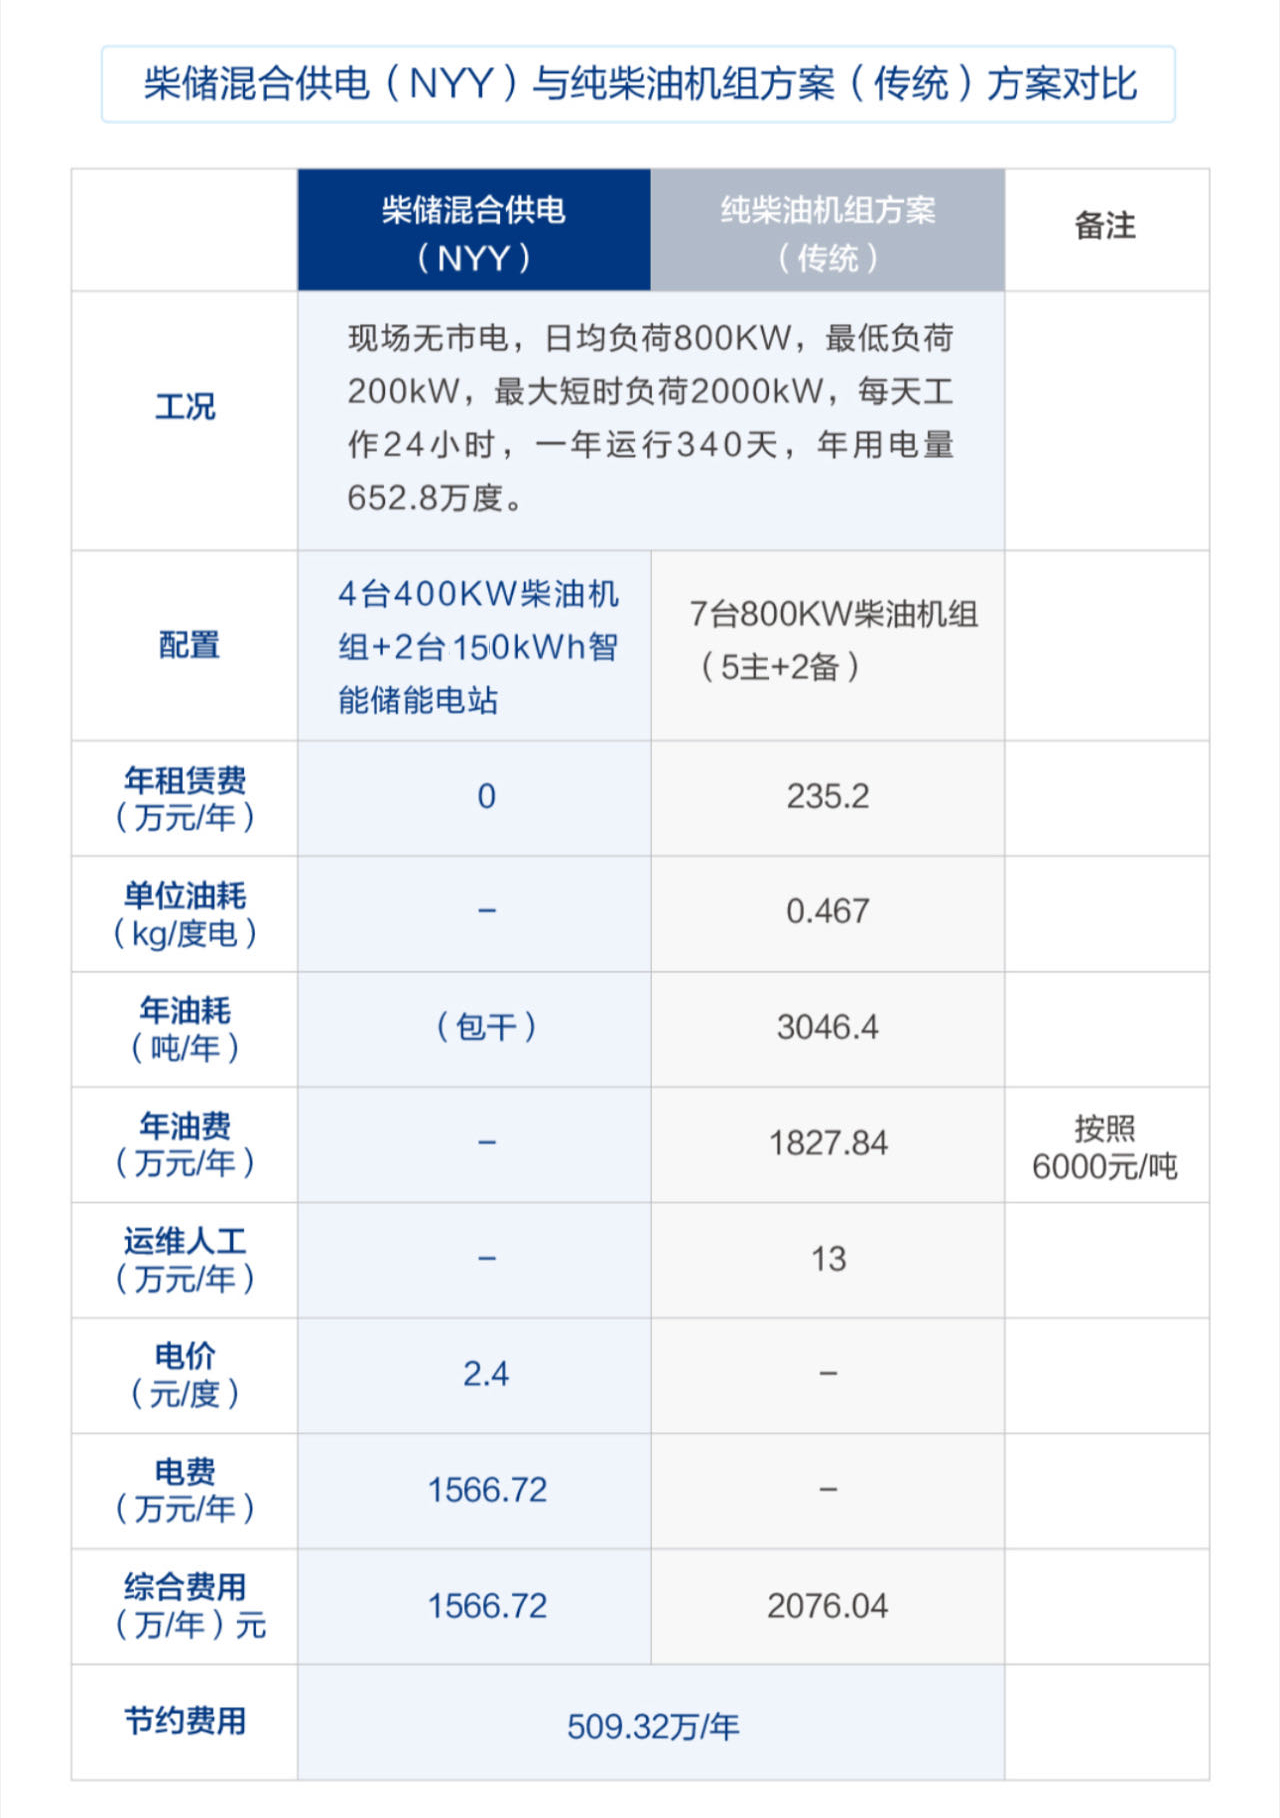 柴储混合供电（NYY）与纯柴油机组方案（传统）方案对比
柴储混合供电
（NYY）
纯柴油机组方案
（传统）
备注
工况
现场无市电，日均负荷800KW，最低负荷
200kW，最大短时负荷2000kW，每天工
作24小时，一年运行340天，年用电量
652.8万度。
配置
4台400KW柴油机
组+2台150kWh智
能储能电站
7台800KW柴油机组
（5主+2备）
年租赁费
（万元/年）
0
235.2
单位油耗
（kg/度电）
–
0.467
年油耗
（吨/年）
（包干）
3046.4
年油费
（万元/年）
–
1827.84
按照
6000元/吨
运维人工
（万元/年）
–
13
电价
（元/度）
2.4
–
电费
（万元/年）
1566.72
–
综合费用
（万/年）元
1566.72
2076.04
节约费用
509.32万/年